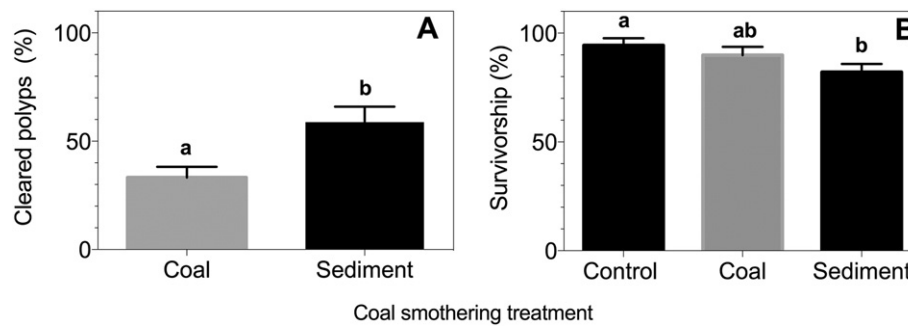 A
Cleared polyps (%)
100
50
0
a
b
Coal
Sediment
B
Survivorship (%)
100
50
0
a
ab
b
Control
Coal
Sediment
Coal smothering treatment